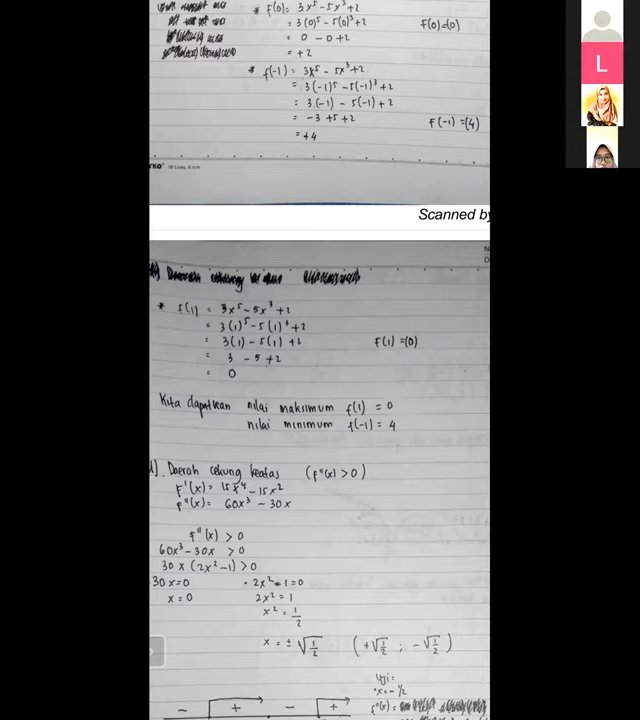 * f(0) = 3x⁵ - 5x³ + 2
= 3(0)⁵ - 5(0)³ + 2
F(0) = (0)
= 0 - 0 + 2
= +2
* f(-1) = 3x⁵ - 5x³ + 2
= 3(-1)⁵ - 5(-1)³ + 2
= 3.(-1) - 5(-1) + 2
= -3 + 5 + 2
F(-1) = (4)
= +4
Scanned by
* f(1) = 3x⁵ - 5x³ + 2
= 3(1)⁵ - 5(1)³ + 2
= 3(1) - 5(1) + 2
F(1) = (0)
= 3 - 5 + 2
= 0
Kita dapatkan nilai maksimum f(1) = 0
nilai minimum f(-1) = 4
Daerah cekung keatas (f"(x) > 0)
F'(x) = 15x⁴ - 15x²
f"(x) = 60x³ - 30x
f"(x) > 0
60x³ - 30x > 0
30x (2x² - 1) > 0
30x = 0 • 2x² - 1 = 0
x = 0 2x² = 1
x² = 1/2
x = ± √1/2 (+√1/2 ; -√1/2)
Uji =
• x = -1/2
- + - +
f"(x) =
L